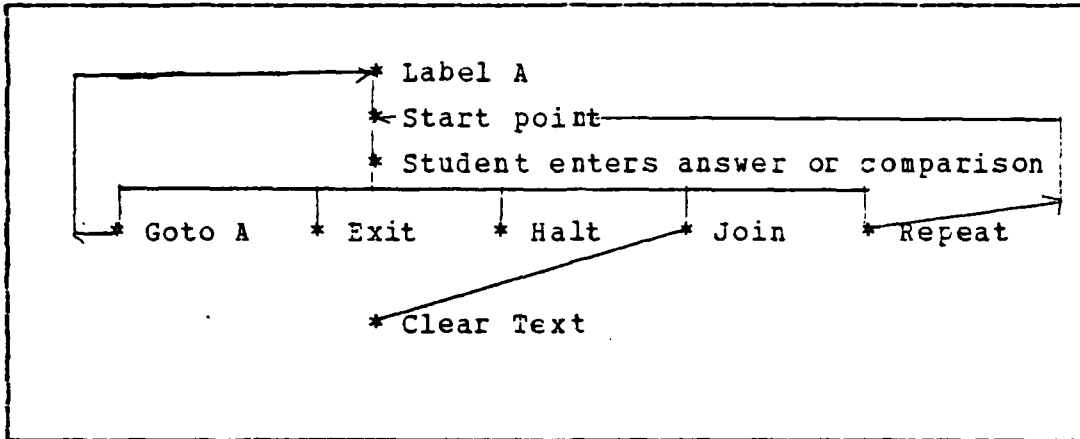 * Label A
* Start point
* Student enters answer or comparison
* Goto A * Exit * Halt * Join * Repeat
* Clear Text